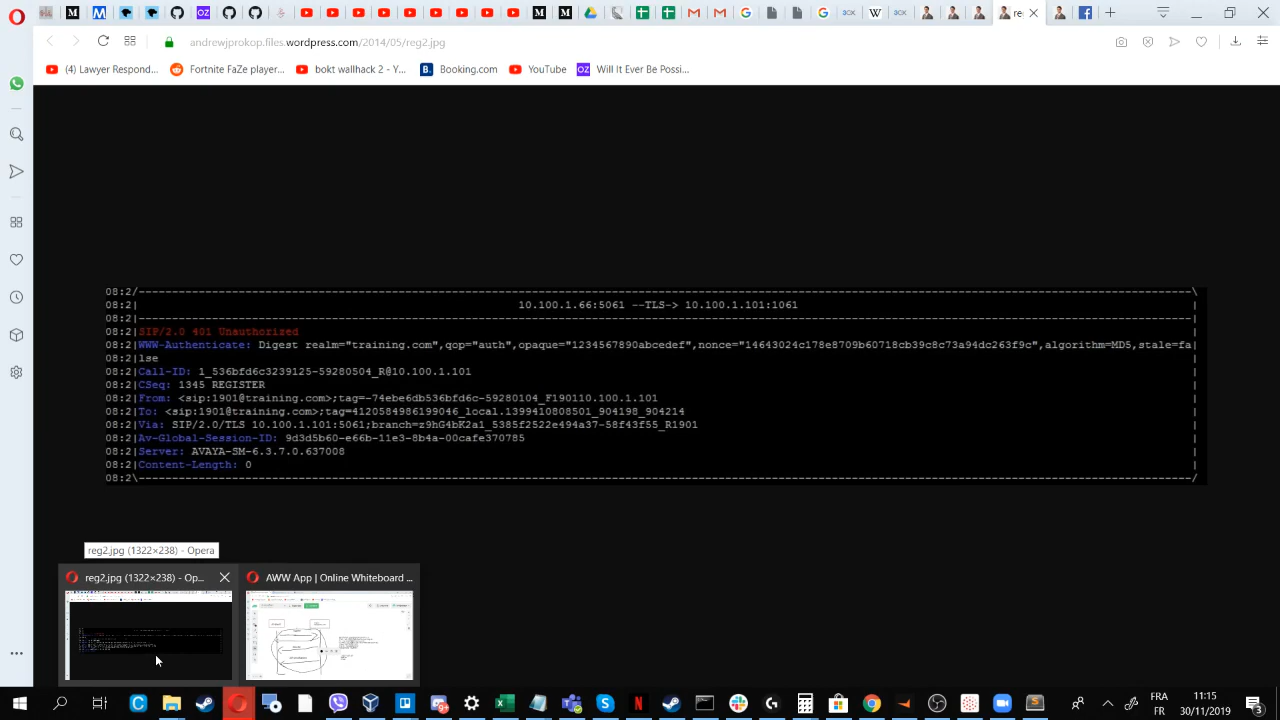 re
andrewjprokop.files.wordpress.com/2014/05/reg2.jpg
(4) Lawyer Respond...
Fortnite FaZe player...
bokt wallhack 2 - Y...
Booking.com
YouTube
Will It Ever Be Possi...
08:2/
08:2| 10.100.1.66:5061 --TLS-> 10.100.1.101:1061
08:2|
08:2|SIP/2.0 401 Unauthorized
08:2|WWW-Authenticate: Digest realm="training.com",qop="auth",opaque="1234567890abcedef",nonce="14643024c178e8709b60718cb39c8c73a94dc263f9c",algorithm=MD5,stale=fa|
08:2|lse
08:2|Call-ID: 1_536bfd6c3239125-59280504_R@10.100.1.101
08:2|CSeq: 1345 REGISTER
08:2|From: <sip:1901@training.com>;tag=-74ebe6db536bfd6c-59280104_F190110.100.1.101
08:2|To: <sip:1901@training.com>;tag=4120584986199046_local.1399410808501_904198_904214
08:2|Via: SIP/2.0/TLS 10.100.1.101:5061;branch=z9hG4bK2a1_5385f2522e494a37-58f43f55_R1901
08:2|Av-Global-Session-ID: 9d3d5b60-e66b-11e3-8b4a-00cafe370785
08:2|Server: AVAYA-SM-6.3.7.0.637008
08:2|Content-Length: 0
08:2\
reg2.jpg (1322×238) - Opera
reg2.jpg (1322×238) - Op...
AWW App | Online Whiteboard ...
FRA
FR
11:15
30/11/2019
3